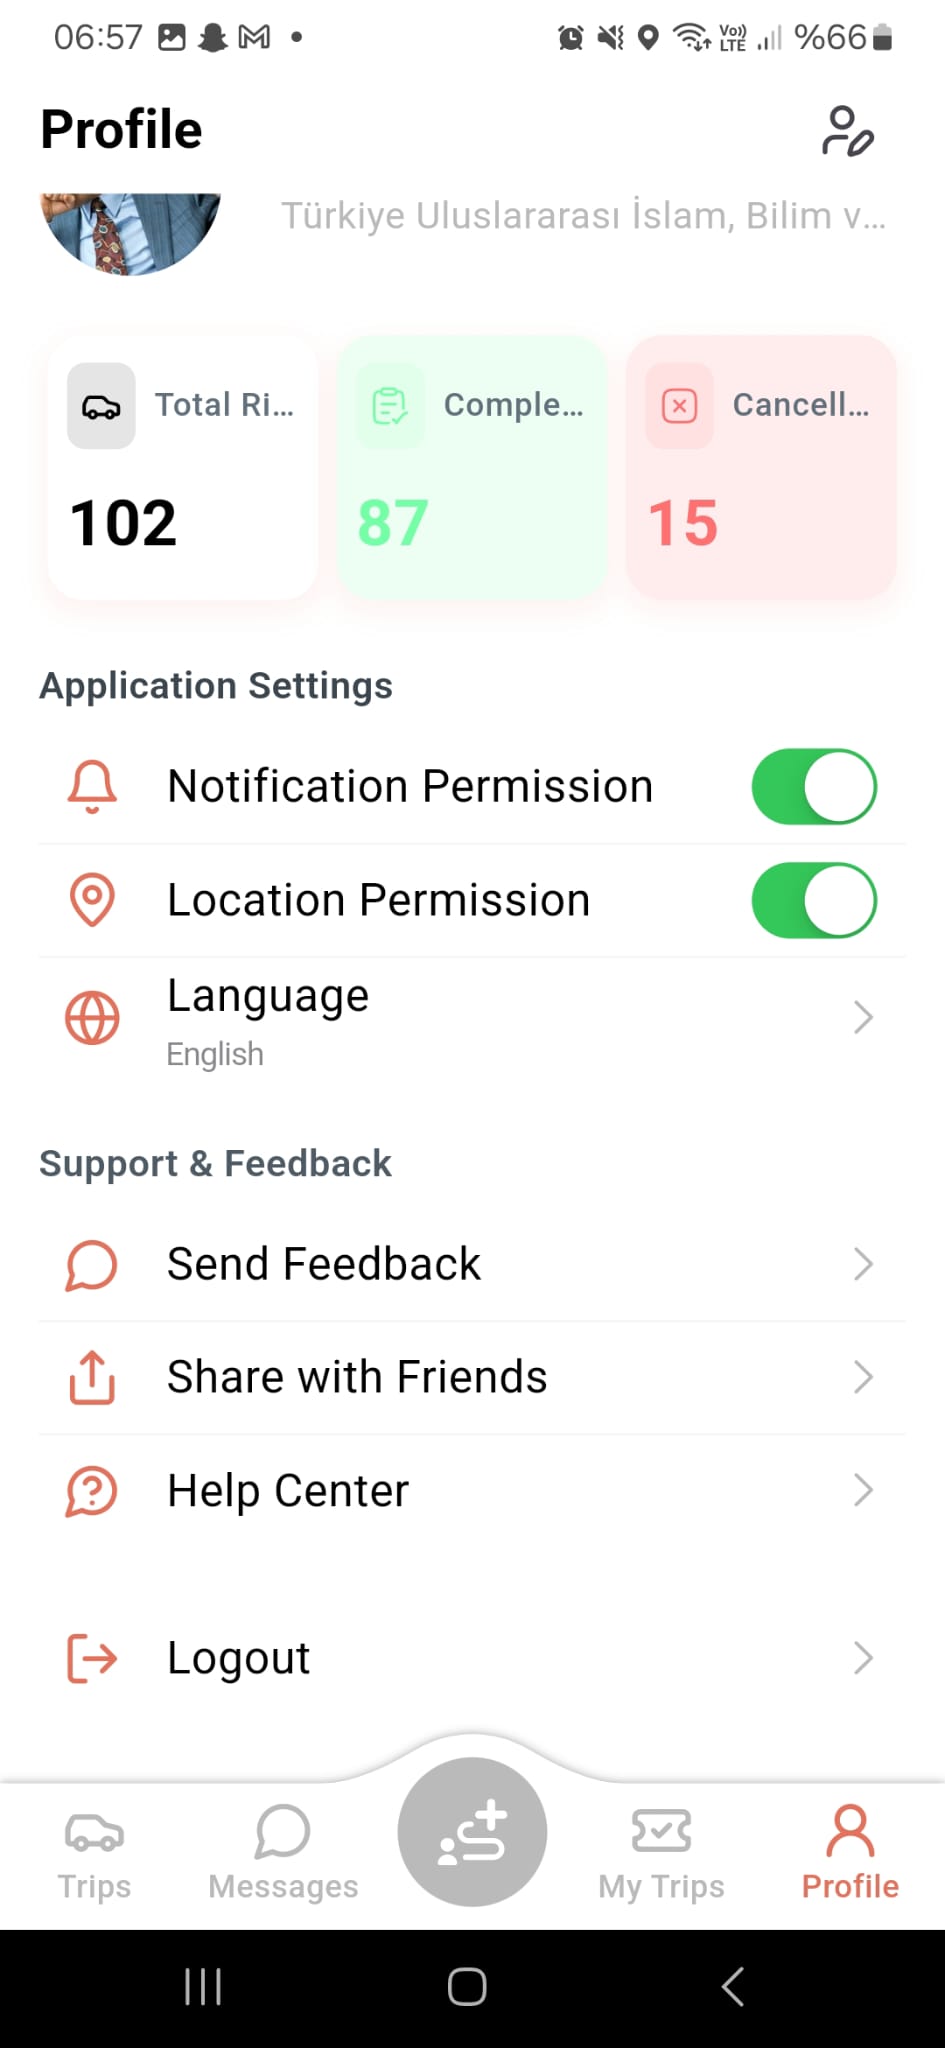 06:57
Vo))
LTE
%66
Profile
Türkiye Uluslararası İslam, Bilim v...
Total Ri...
Comple...
Cancell...
102
87
15
Application Settings
Notification Permission
Location Permission
Language
English
Support & Feedback
Send Feedback
Share with Friends
Help Center
Logout
Trips
Messages
My Trips
Profile